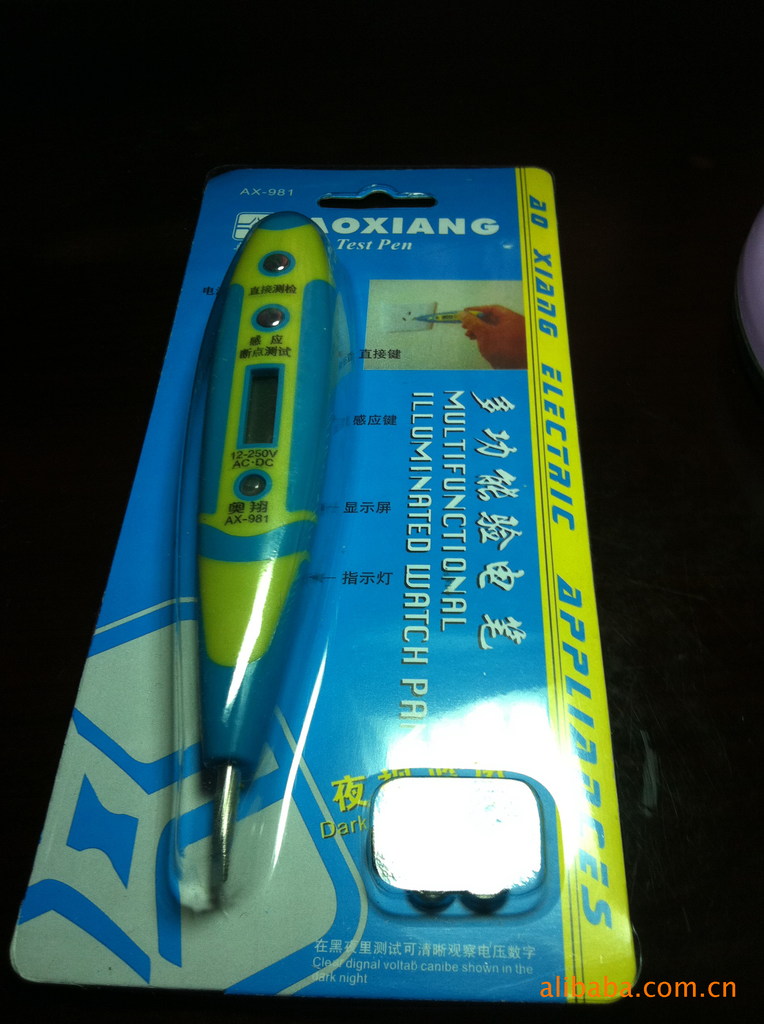 AX-981
AOXIANG
Test Pen
AO XIANG ELECTRIC APPLIANCES
直接测检
感 应
断点测试
12-250V
AC·DC
奥翔
AX-981
直接键
感应键
显示屏
指示灯
多功能验电笔
MULTIFUNCTIONAL
ILLUMINATED WATCH
夜
Dark
在黑夜里测试可清晰观察电压数字
Clear dignal voltab canibe shown in the
dark night
alibaba.com.cn